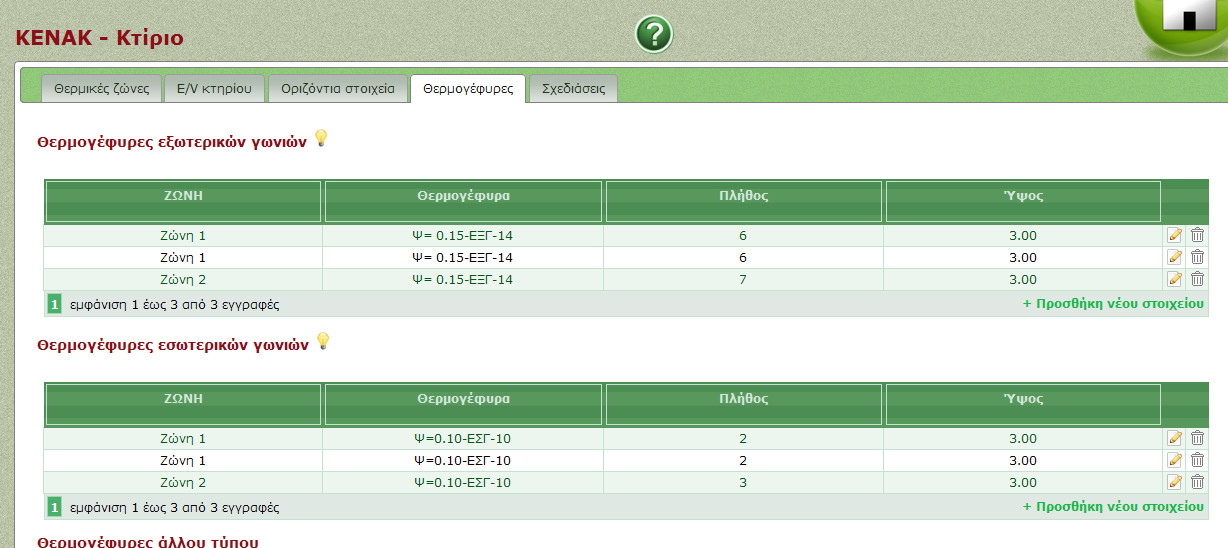 ΚΕΝΑΚ - Κτίριο
?
Θερμικές ζώνες Ε/V κτηρίου Οριζόντια στοιχεία Θερμογέφυρες Σχεδιάσεις
Θερμογέφυρες εξωτερικών γωνιών
ΖΩΝΗ Θερμογέφυρα Πλήθος Ύψος
Ζώνη 1 Ψ= 0.15-ΕΞΓ-14 6 3.00
Ζώνη 1 Ψ= 0.15-ΕΞΓ-14 6 3.00
Ζώνη 2 Ψ= 0.15-ΕΞΓ-14 7 3.00
1 εμφάνιση 1 έως 3 από 3 εγγραφές + Προσθήκη νέου στοιχείου
Θερμογέφυρες εσωτερικών γωνιών
ΖΩΝΗ Θερμογέφυρα Πλήθος Ύψος
Ζώνη 1 Ψ=0.10-ΕΣΓ-10 2 3.00
Ζώνη 1 Ψ=0.10-ΕΣΓ-10 2 3.00
Ζώνη 2 Ψ=0.10-ΕΣΓ-10 3 3.00
1 εμφάνιση 1 έως 3 από 3 εγγραφές + Προσθήκη νέου στοιχείου
Θερμογέφυρες άλλου τύπου